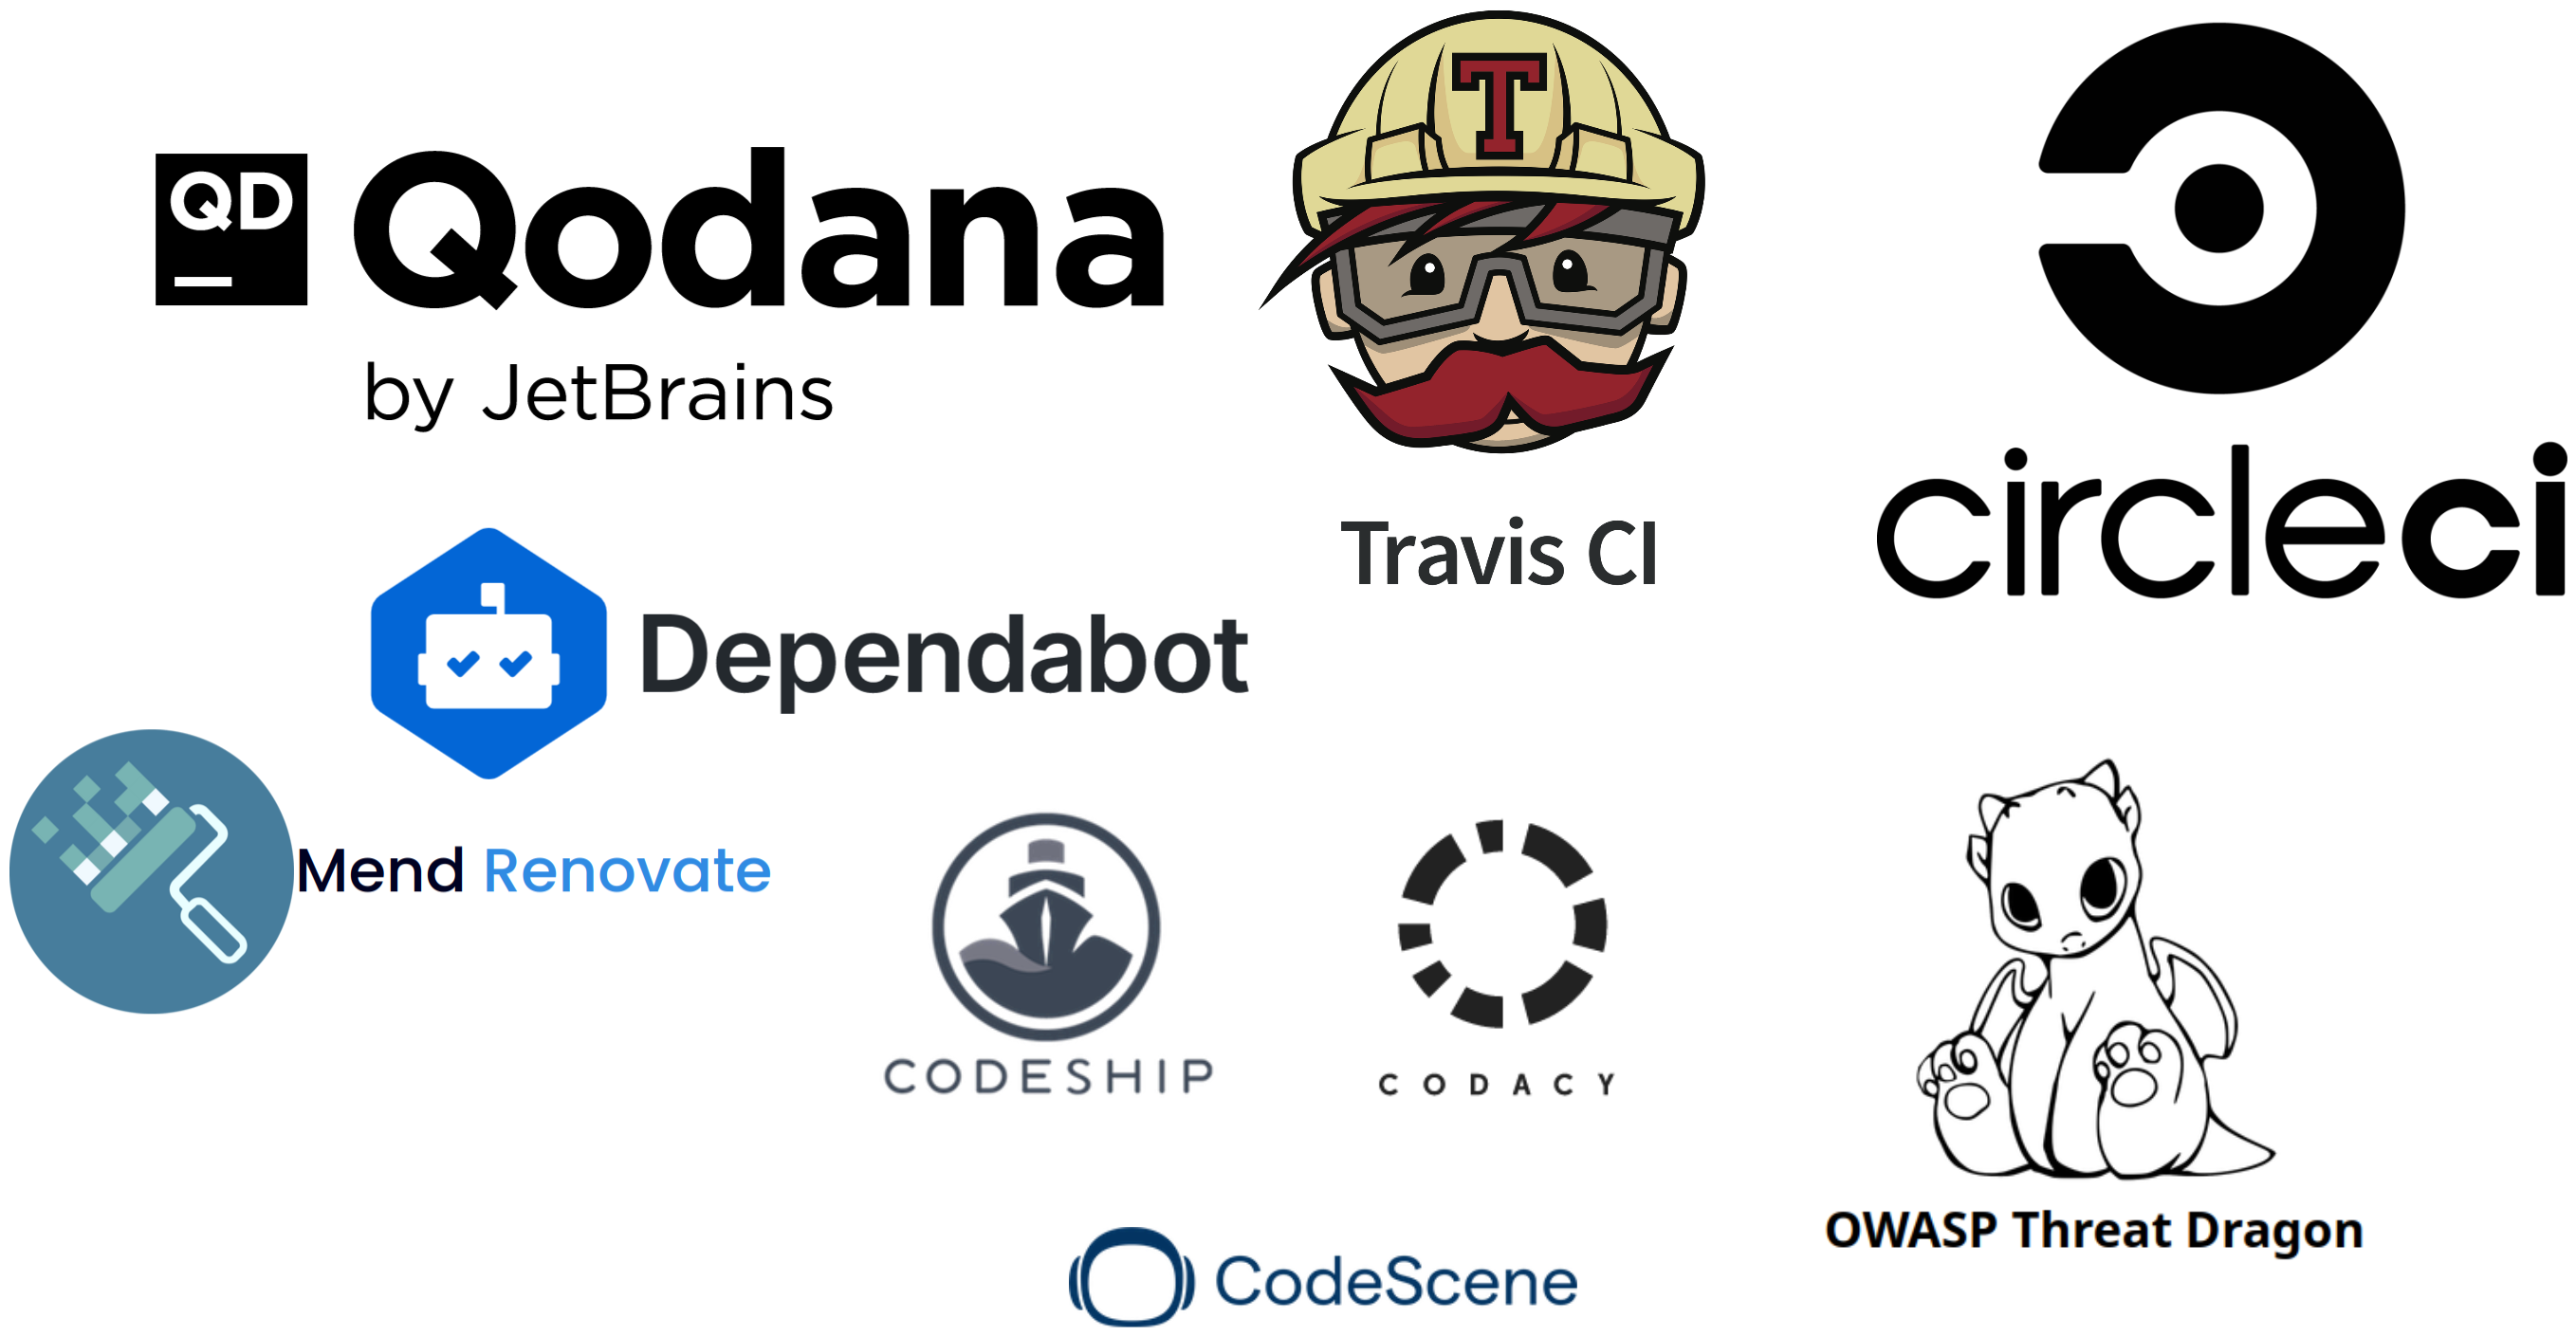 QD
Qodana
by JetBrains
T
Travis CI
circleci
Dependabot
Mend Renovate
CODESHIP
CODACY
OWASP Threat Dragon
CodeScene